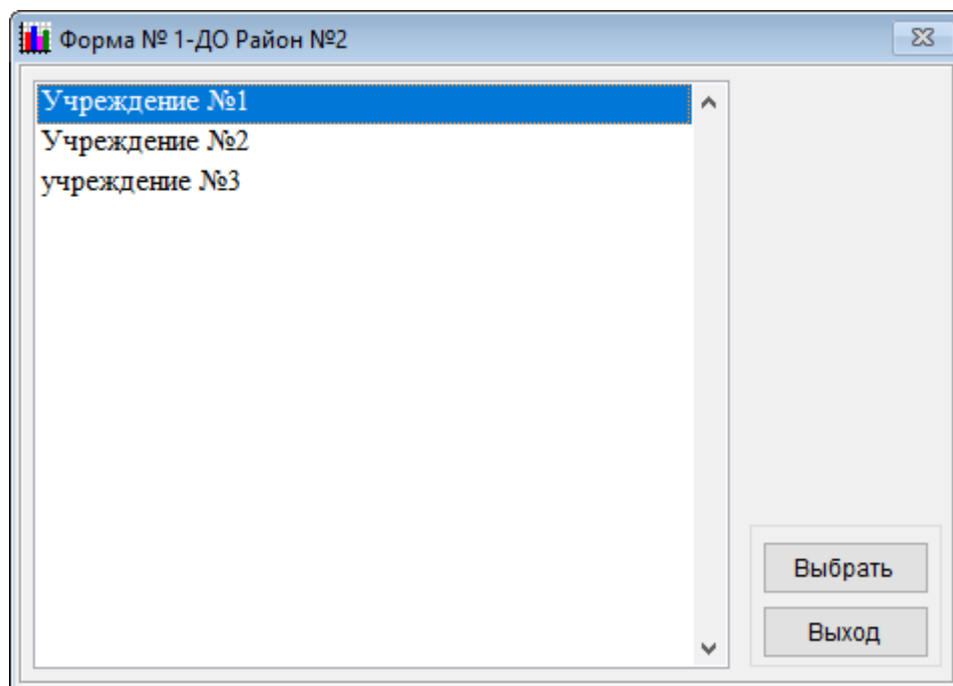 Форма № 1-ДО Район №2
Учреждение №1
Учреждение №2
учреждение №3
Выбрать
Выход